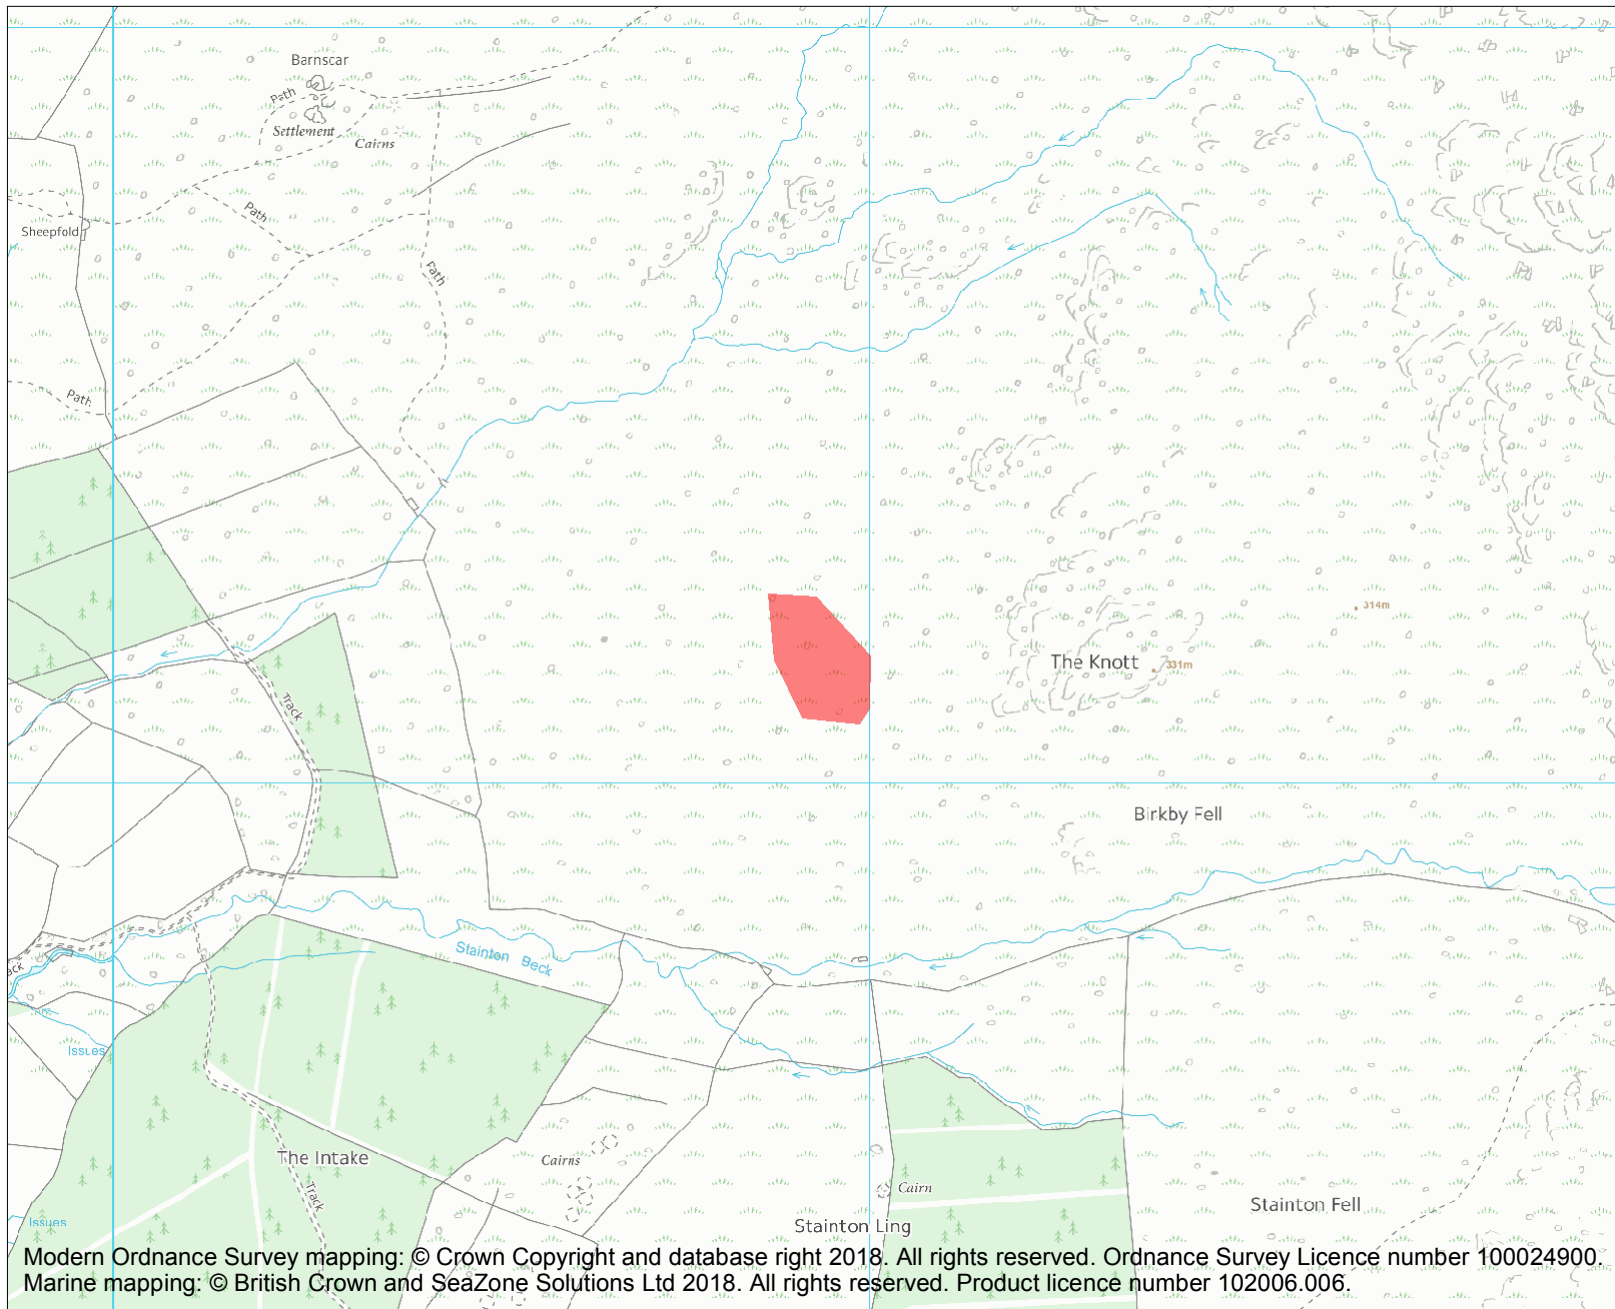 Barnscar
Path
Settlement
Cairns
Path
Sheepfold
Path
Path
314m
The Knott
331m
Track
Birkby Fell
Stainton Beck
Issues
The Intake
Cairns
Track
Cairn
Stainton Fell
Issues
Stainton Ling
Modern Ordnance Survey mapping: © Crown Copyright and database right 2018. All rights reserved. Ordnance Survey Licence number 100024900.
Marine mapping: © British Crown and SeaZone Solutions Ltd 2018. All rights reserved. Product licence number 102006.006.